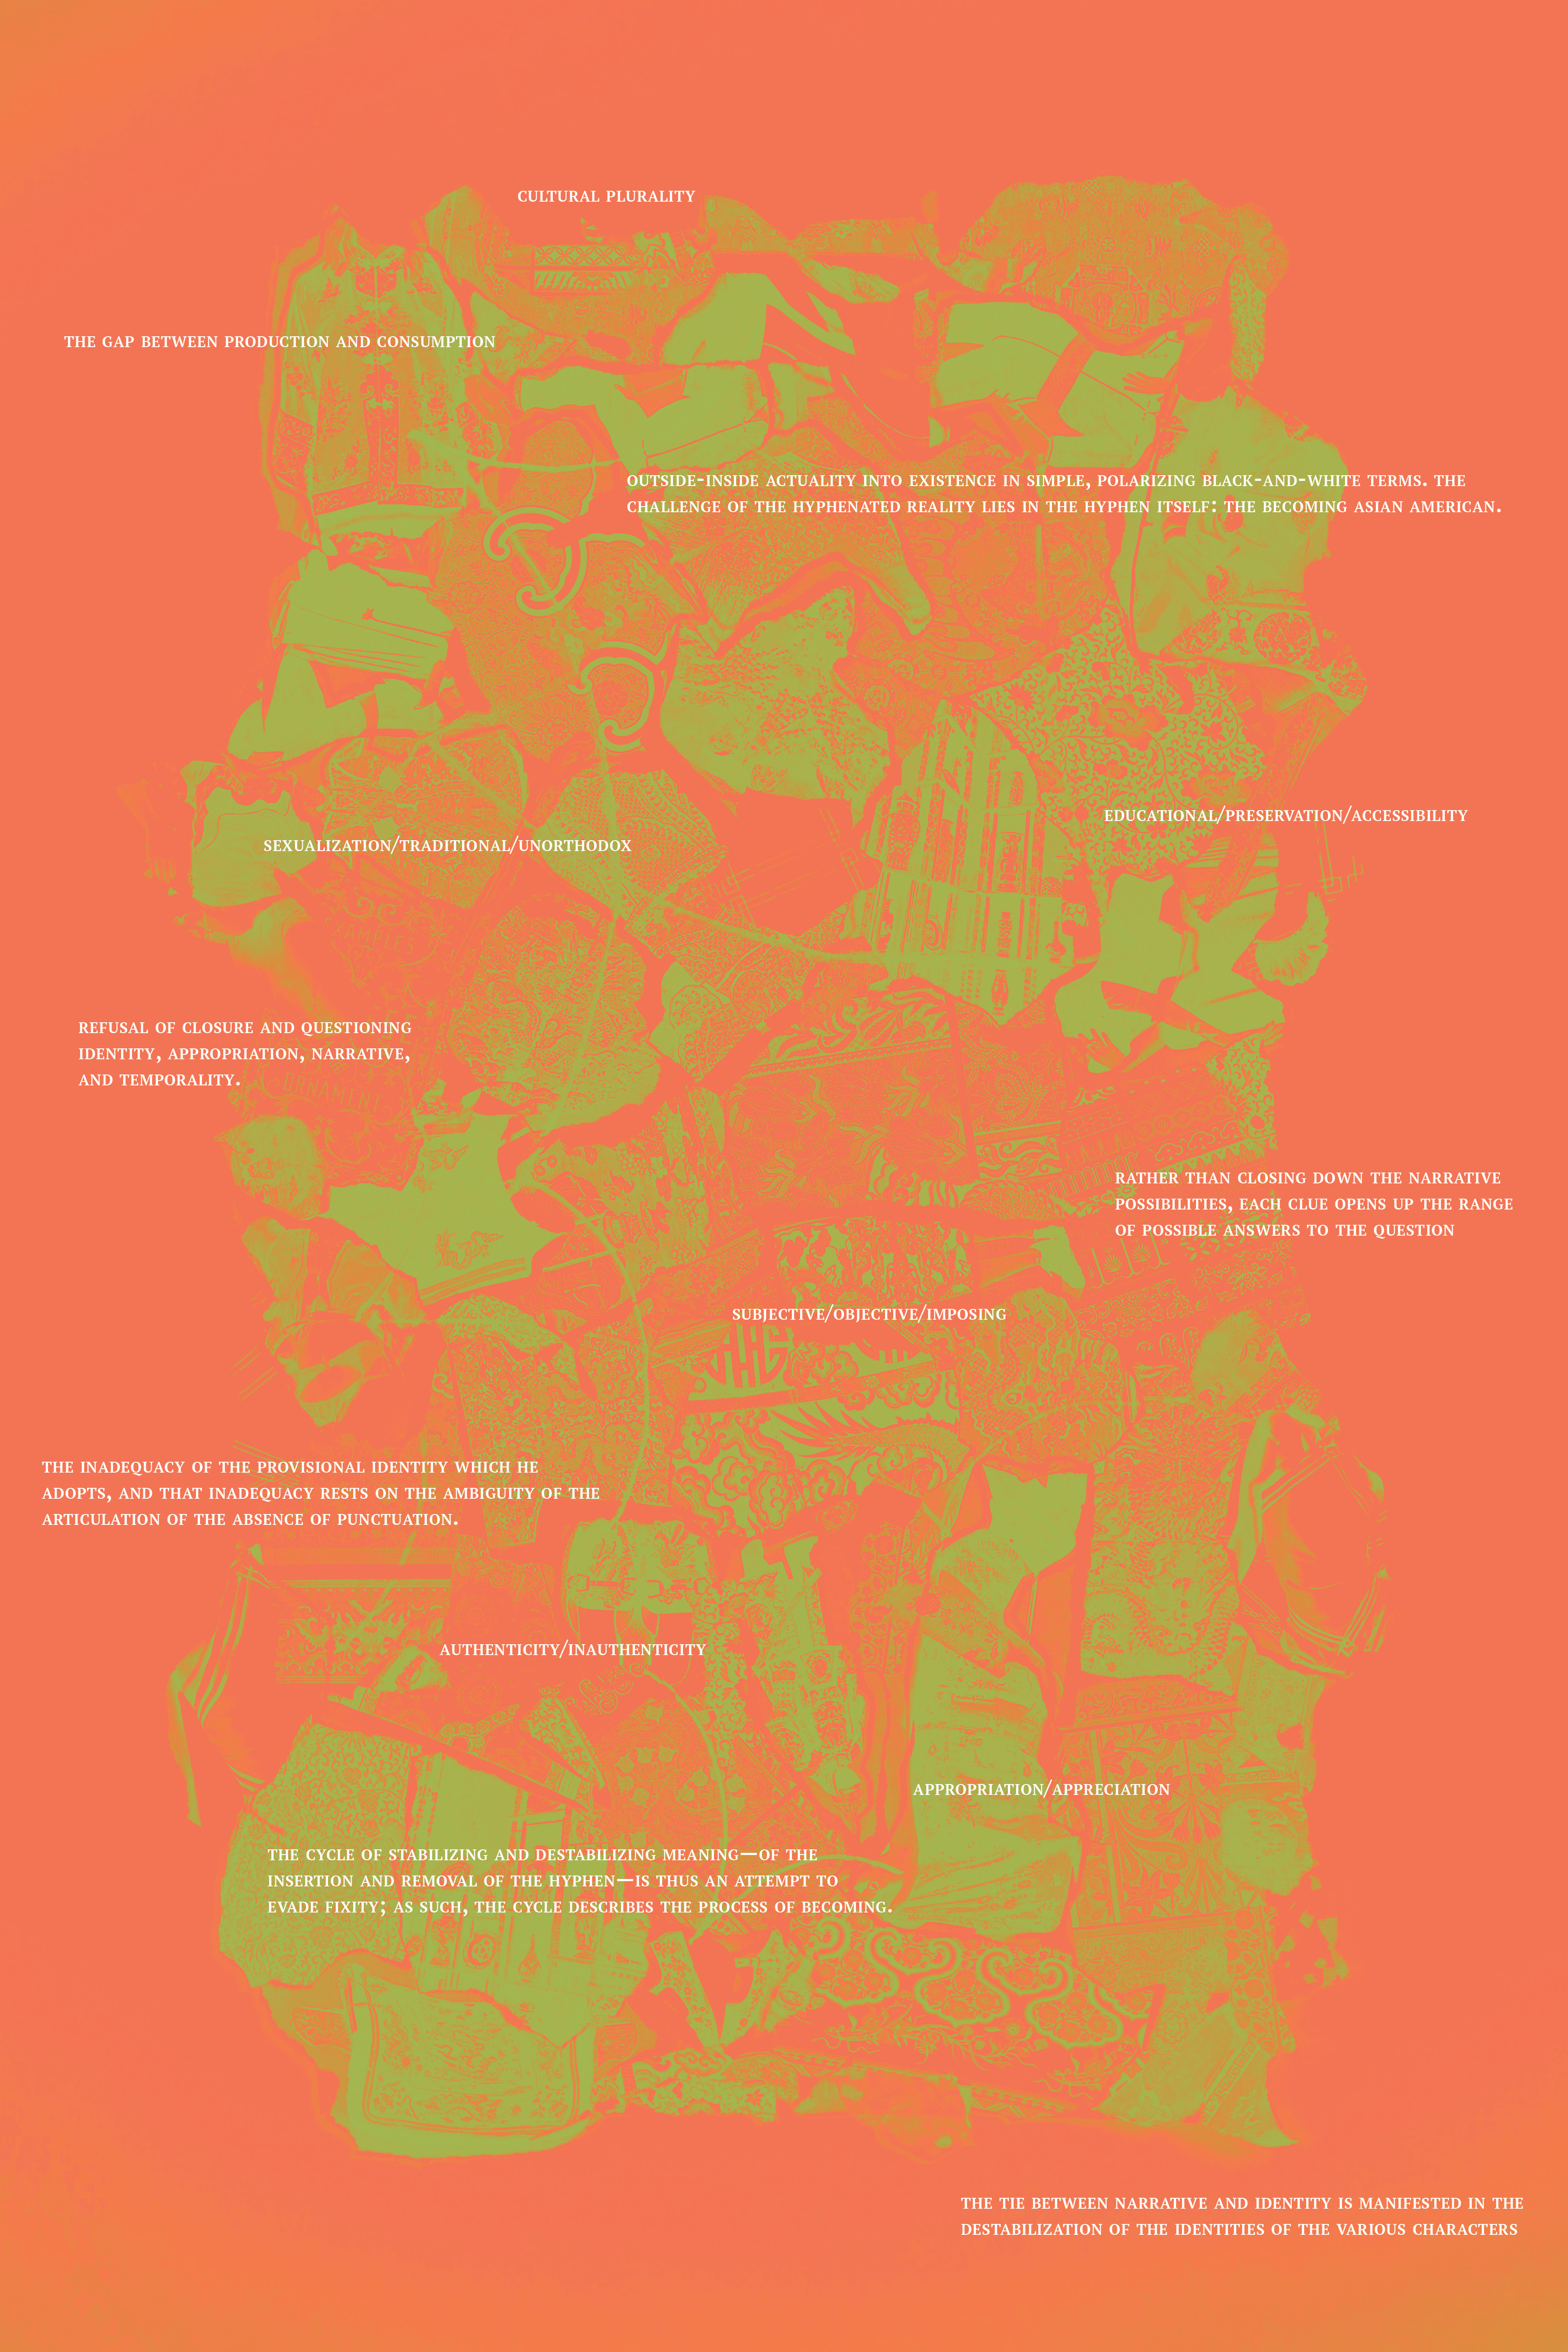 CULTURAL PLURALITY
THE GAP BETWEEN PRODUCTION AND CONSUMPTION
OUTSIDE-INSIDE ACTUALITY INTO EXISTENCE IN SIMPLE, POLARIZING BLACK-AND-WHITE TERMS. THE
CHALLENGE OF THE HYPHENATED REALITY LIES IN THE HYPHEN ITSELF: THE BECOMING ASIAN AMERICAN.
EDUCATIONAL/PRESERVATION/ACCESSIBILITY
SEXUALIZATION/TRADITIONAL/UNORTHODOX
REFUSAL OF CLOSURE AND QUESTIONING
IDENTITY, APPROPRIATION, NARRATIVE,
AND TEMPORALITY.
ORNAMENT
RATHER THAN CLOSING DOWN THE NARRATIVE
POSSIBILITIES, EACH CLUE OPENS UP THE RANGE
OF POSSIBLE ANSWERS TO THE QUESTION
SUBJECTIVE/OBJECTIVE/IMPOSING
THE INADEQUACY OF THE PROVISIONAL IDENTITY WHICH HE
ADOPTS, AND THAT INADEQUACY RESTS ON THE AMBIGUITY OF THE
ARTICULATION OF THE ABSENCE OF PUNCTUATION.
AUTHENTICITY/INAUTHENTICITY
APPROPRIATION/APPRECIATION
THE CYCLE OF STABILIZING AND DESTABILIZING MEANING—OF THE
INSERTION AND REMOVAL OF THE HYPHEN—IS THUS AN ATTEMPT TO
EVADE FIXITY; AS SUCH, THE CYCLE DESCRIBES THE PROCESS OF BECOMING.
THE TIE BETWEEN NARRATIVE AND IDENTITY IS MANIFESTED IN THE
DESTABILIZATION OF THE IDENTITIES OF THE VARIOUS CHARACTERS